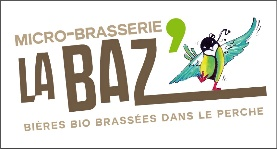 MICRO-BRASSERIE
LA BAZ'
BIÈRES BIO BRASSÉES DANS LE PERCHE